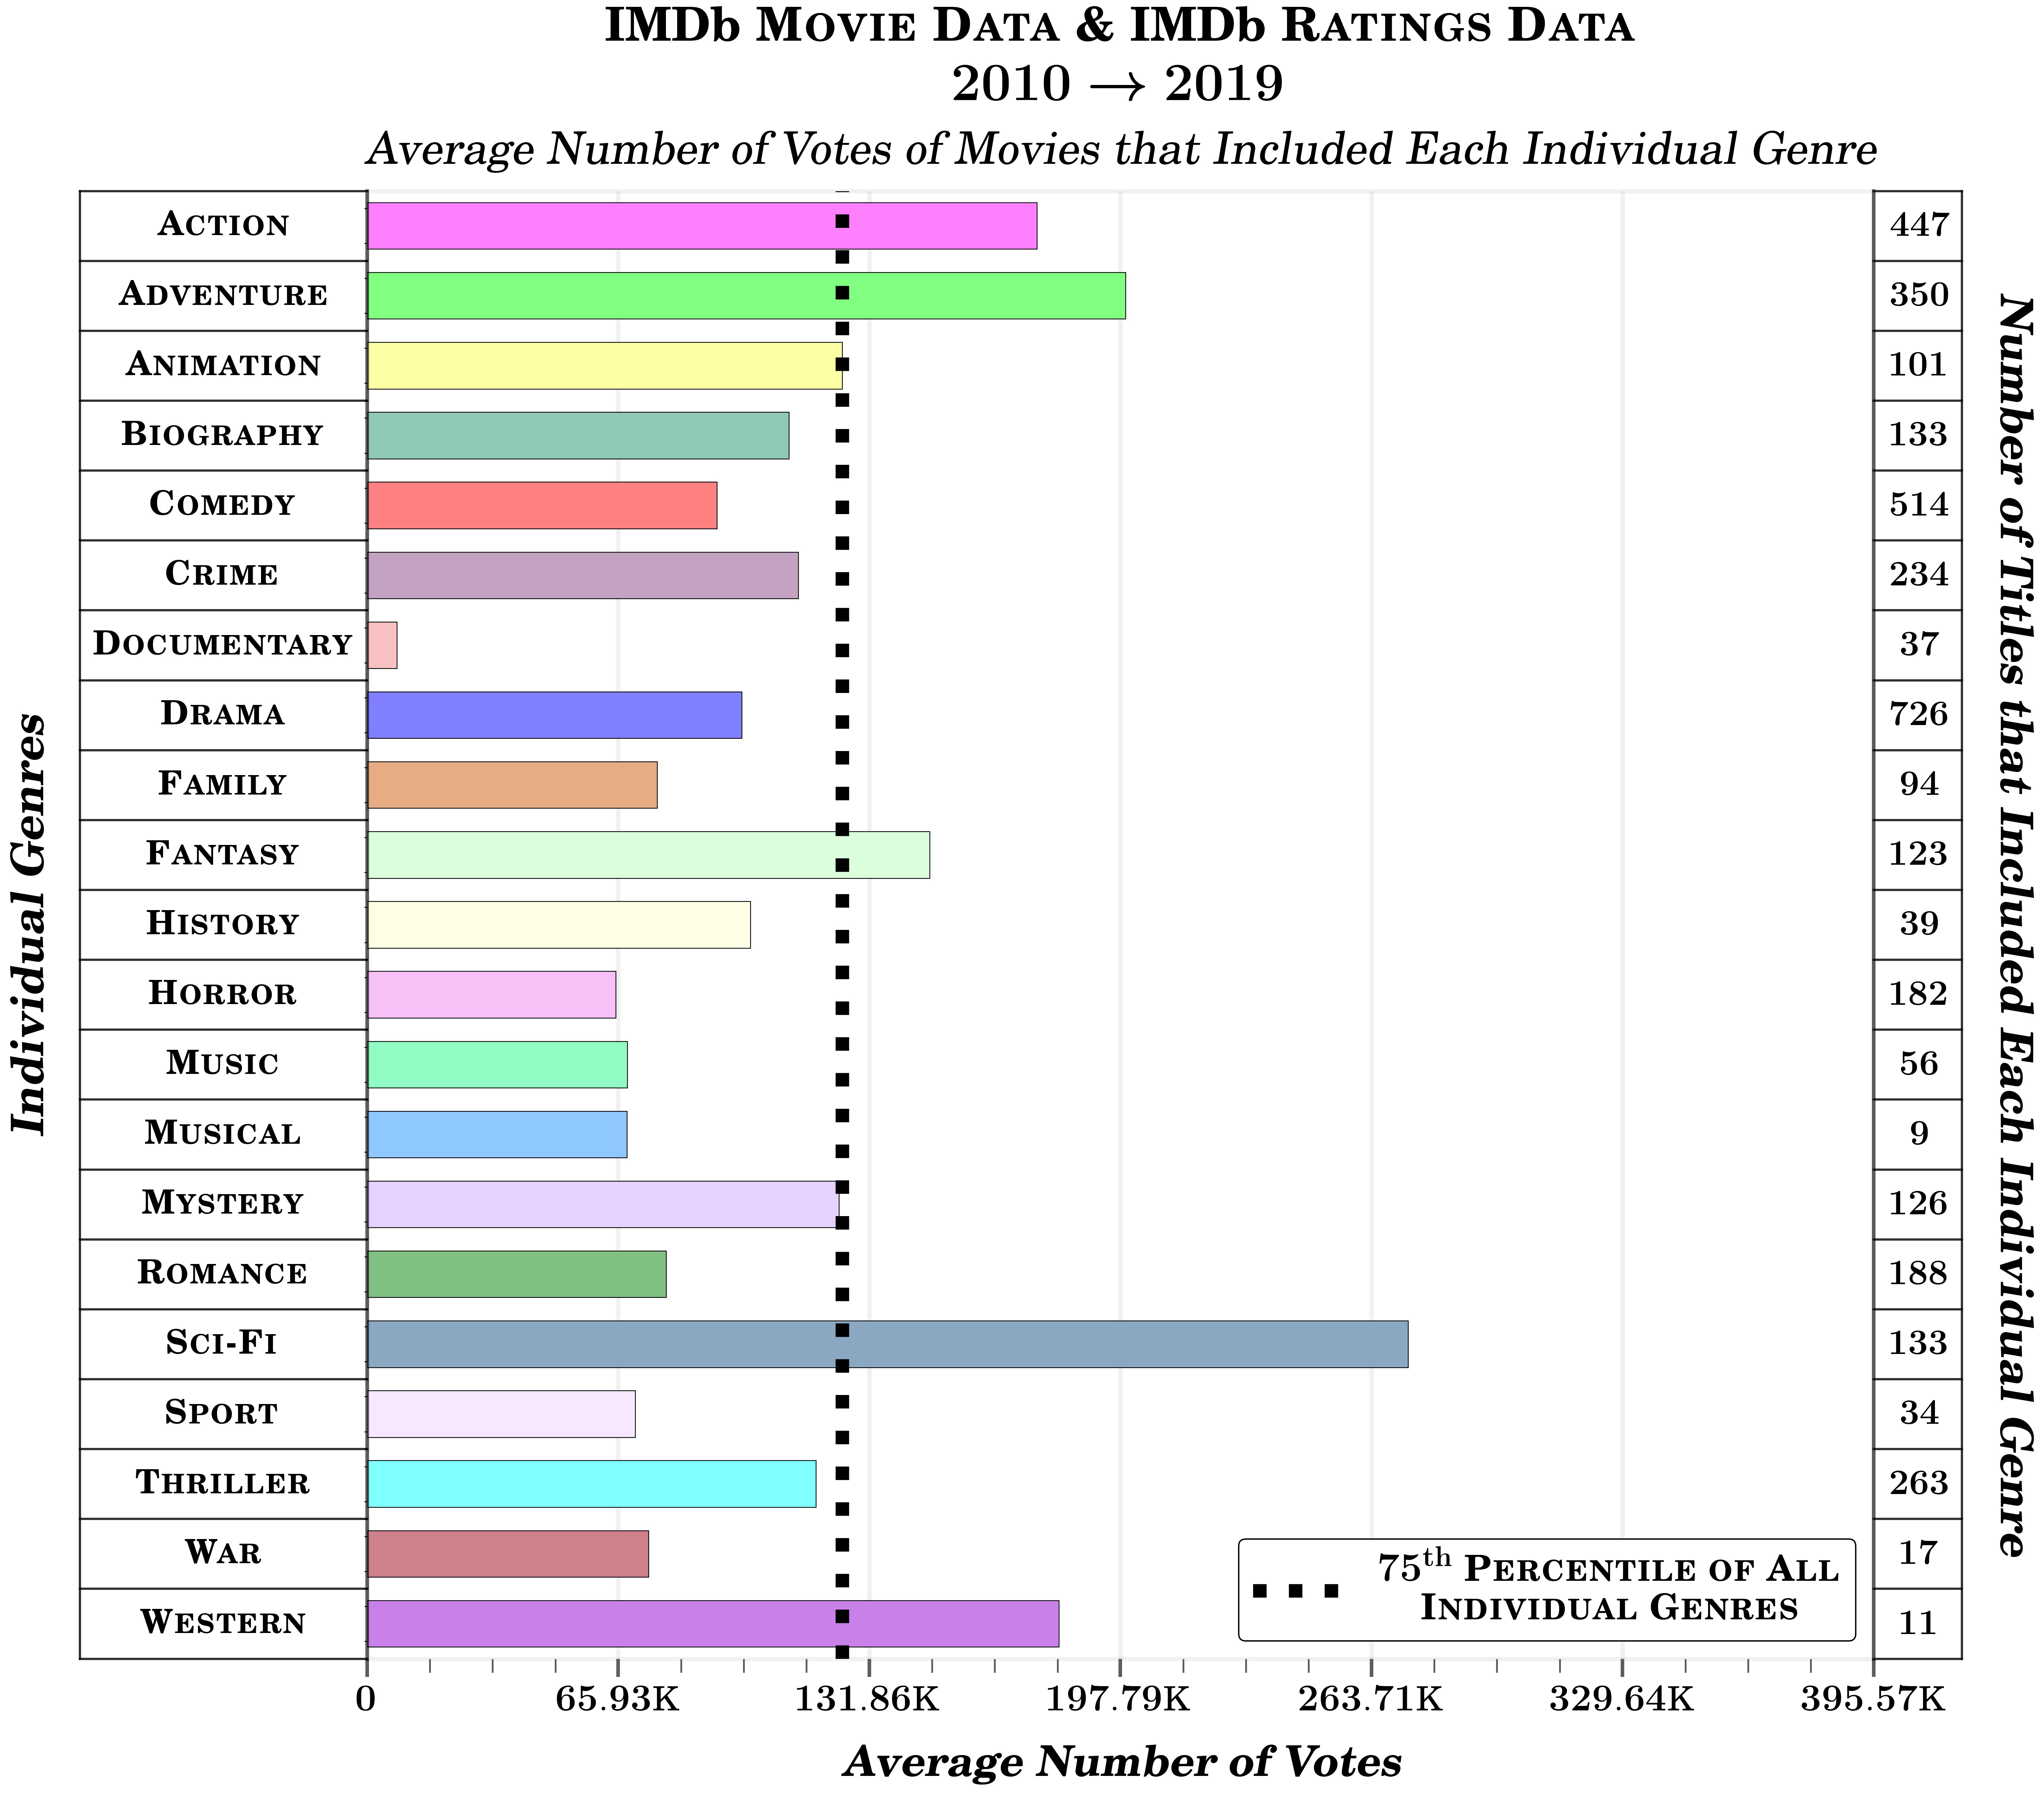 IMDb Movie Data & IMDb Ratings Data
2010 → 2019
Average Number of Votes of Movies that Included Each Individual Genre
Individual Genres
Action 447
Adventure 350
Animation 101
Biography 133
Comedy 514
Crime 234
Documentary 37
Drama 726
Family 94
Fantasy 123
History 39
Horror 182
Music 56
Musical 9
Mystery 126
Romance 188
Sci-Fi 133
Sport 34
Thriller 263
War 17
Western 11
Number of Titles that Included Each Individual Genre
75th Percentile of All
Individual Genres
0 65.93K 131.86K 197.79K 263.71K 329.64K 395.57K
Average Number of Votes